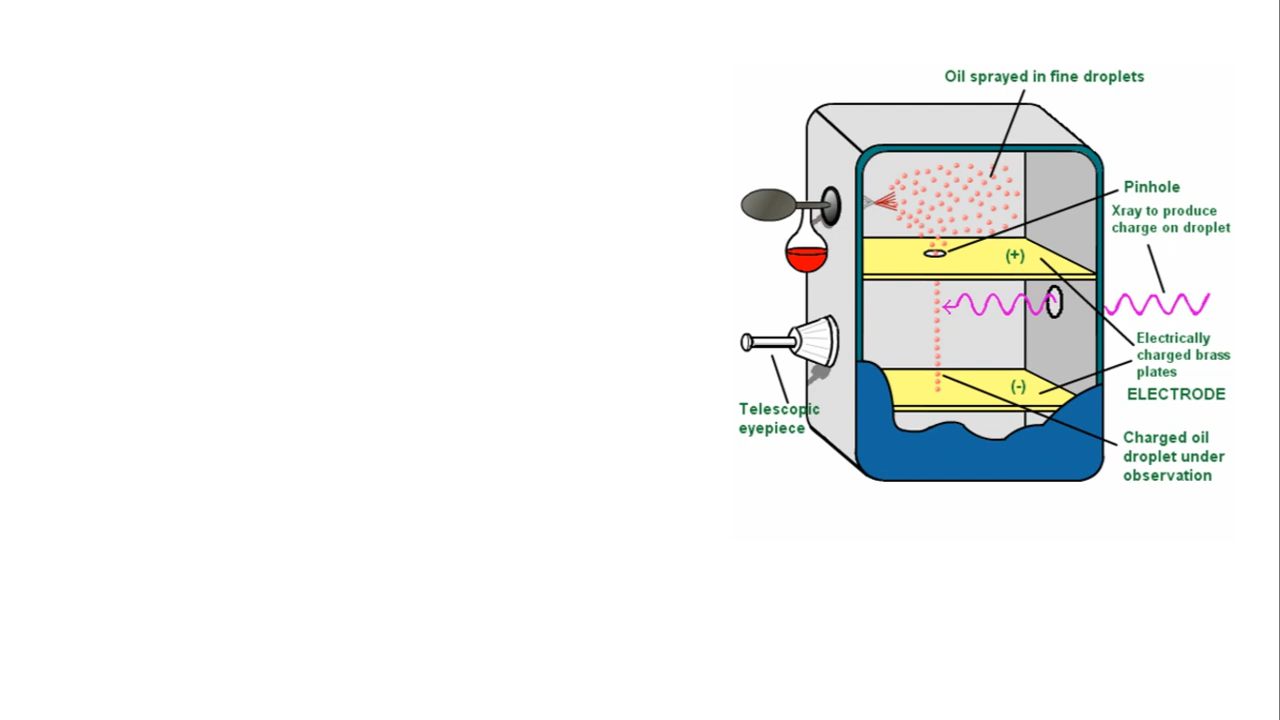 Oil sprayed in fine droplets
Pinhole
Xray to produce
charge on droplet
(+)
Electrically
charged brass
plates
(-)
ELECTRODE
Telescopic
eyepiece
Charged oil
droplet under
observation